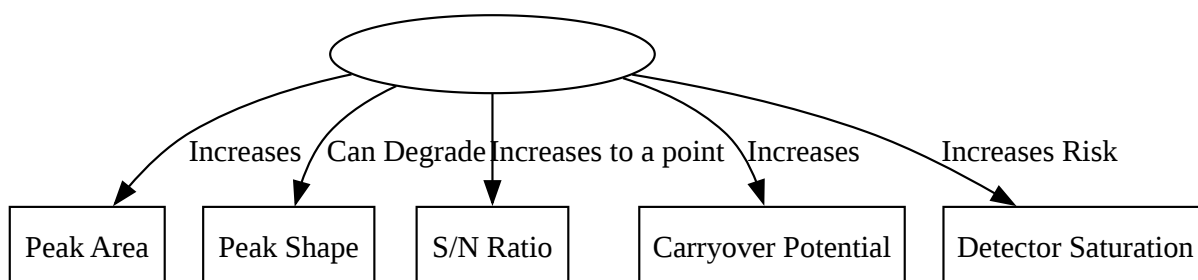 Increases
Can Degrade
Increases to a point
Increases
Increases Risk
Peak Area
Peak Shape
S/N Ratio
Carryover Potential
Detector Saturation